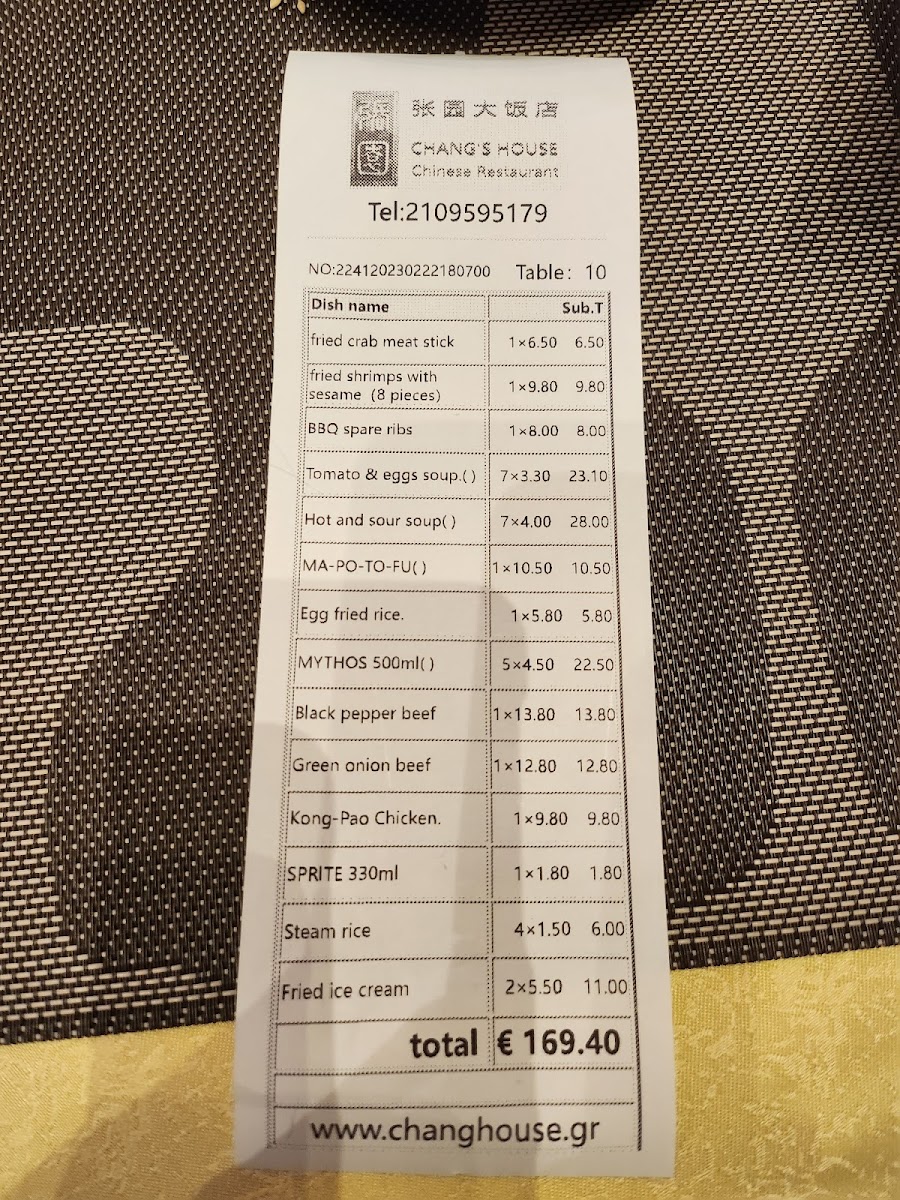 张园大饭店
CHANG'S HOUSE
Chinese Restaurant
Tel:2109595179
NO:224120230222180700 Table: 10
Dish name Sub.T
fried crab meat stick 1×6.50 6.50
fried shrimps with
sesame (8 pieces) 1×9.80 9.80
BBQ spare ribs 1×8.00 8.00
Tomato & eggs soup.( ) 7×3.30 23.10
Hot and sour soup( ) 7×4.00 28.00
MA-PO-TO-FU( ) 1×10.50 10.50
Egg fried rice. 1×5.80 5.80
MYTHOS 500ml( ) 5×4.50 22.50
Black pepper beef 1×13.80 13.80
Green onion beef 1×12.80 12.80
Kong-Pao Chicken. 1×9.80 9.80
SPRITE 330ml 1×1.80 1.80
Steam rice 4×1.50 6.00
Fried ice cream 2×5.50 11.00
total € 169.40
www.changhouse.gr